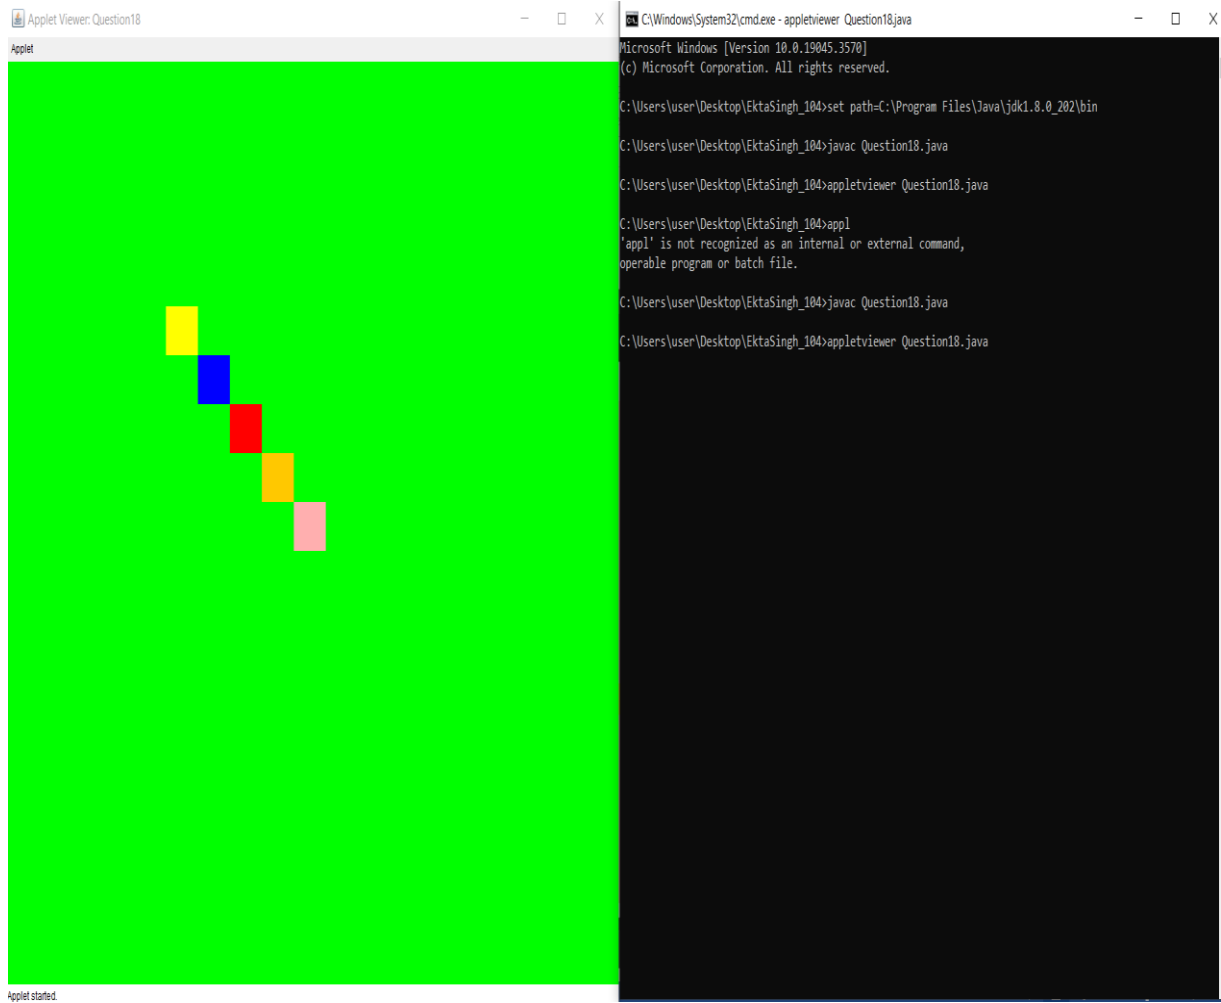 Applet Viewer: Question18
Applet
Applet started.
C:\Windows\System32\cmd.exe - appletviewer Question18.java
Microsoft Windows [Version 10.0.19045.3570]
(c) Microsoft Corporation. All rights reserved.
C:\Users\user\Desktop\EktaSingh_104>set path=C:\Program Files\Java\jdk1.8.0_202\bin
C:\Users\user\Desktop\EktaSingh_104>javac Question18.java
C:\Users\user\Desktop\EktaSingh_104>appletviewer Question18.java
C:\Users\user\Desktop\EktaSingh_104>appl
'appl' is not recognized as an internal or external command,
operable program or batch file.
C:\Users\user\Desktop\EktaSingh_104>javac Question18.java
C:\Users\user\Desktop\EktaSingh_104>appletviewer Question18.java